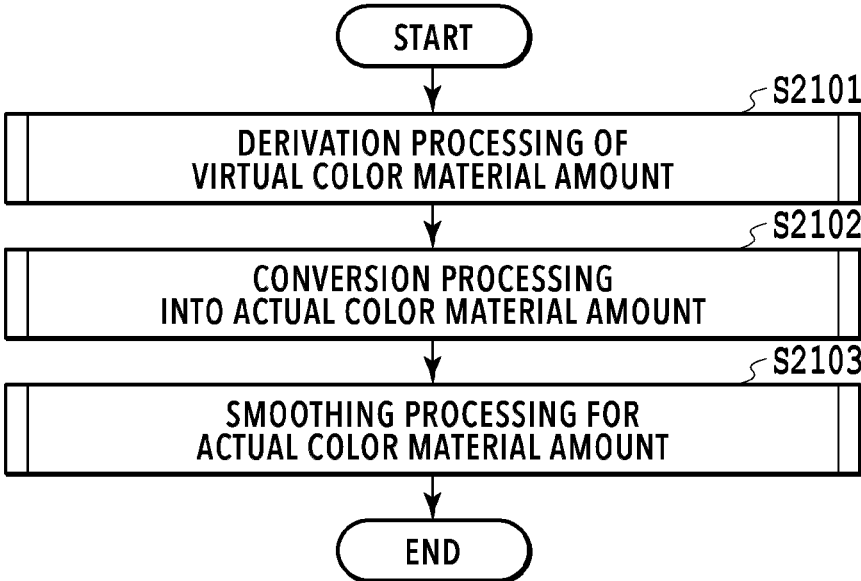 START
S2101
DERIVATION PROCESSING OF
VIRTUAL COLOR MATERIAL AMOUNT
S2102
CONVERSION PROCESSING
INTO ACTUAL COLOR MATERIAL AMOUNT
S2103
SMOOTHING PROCESSING FOR
ACTUAL COLOR MATERIAL AMOUNT
END